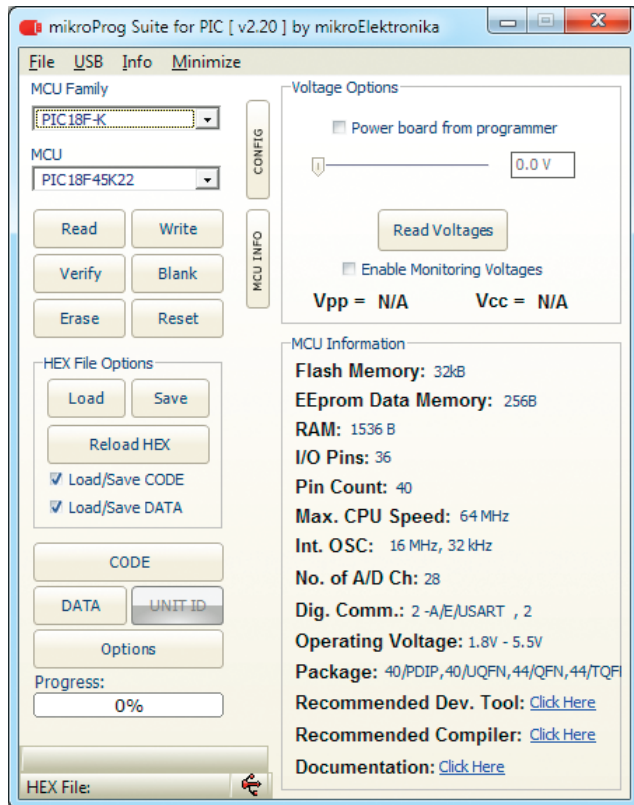 mikroProg Suite for PIC [ v2.20 ] by mikroElektronika
File USB Info Minimize
MCU Family
PIC18F-K
MCU
PIC18F45K22
Read Write
Verify Blank
Erase Reset
HEX File Options
Load Save
Reload HEX
Load/Save CODE
Load/Save DATA
CODE
DATA UNIT ID
Options
Progress:
0%
HEX File:
CONFIG
MCU INFO
Voltage Options
Power board from programmer
0.0 V
Read Voltages
Enable Monitoring Voltages
Vpp = N/A Vcc = N/A
MCU Information
Flash Memory: 32kB
EEprom Data Memory: 256B
RAM: 1536 B
I/O Pins: 36
Pin Count: 40
Max. CPU Speed: 64 MHz
Int. OSC: 16 MHz, 32 kHz
No. of A/D Ch: 28
Dig. Comm.: 2 -A/E/USART , 2
Operating Voltage: 1.8V - 5.5V
Package: 40/PDIP,40/UQFN,44/QFN,44/TQF
Recommended Dev. Tool: Click Here
Recommended Compiler: Click Here
Documentation: Click Here